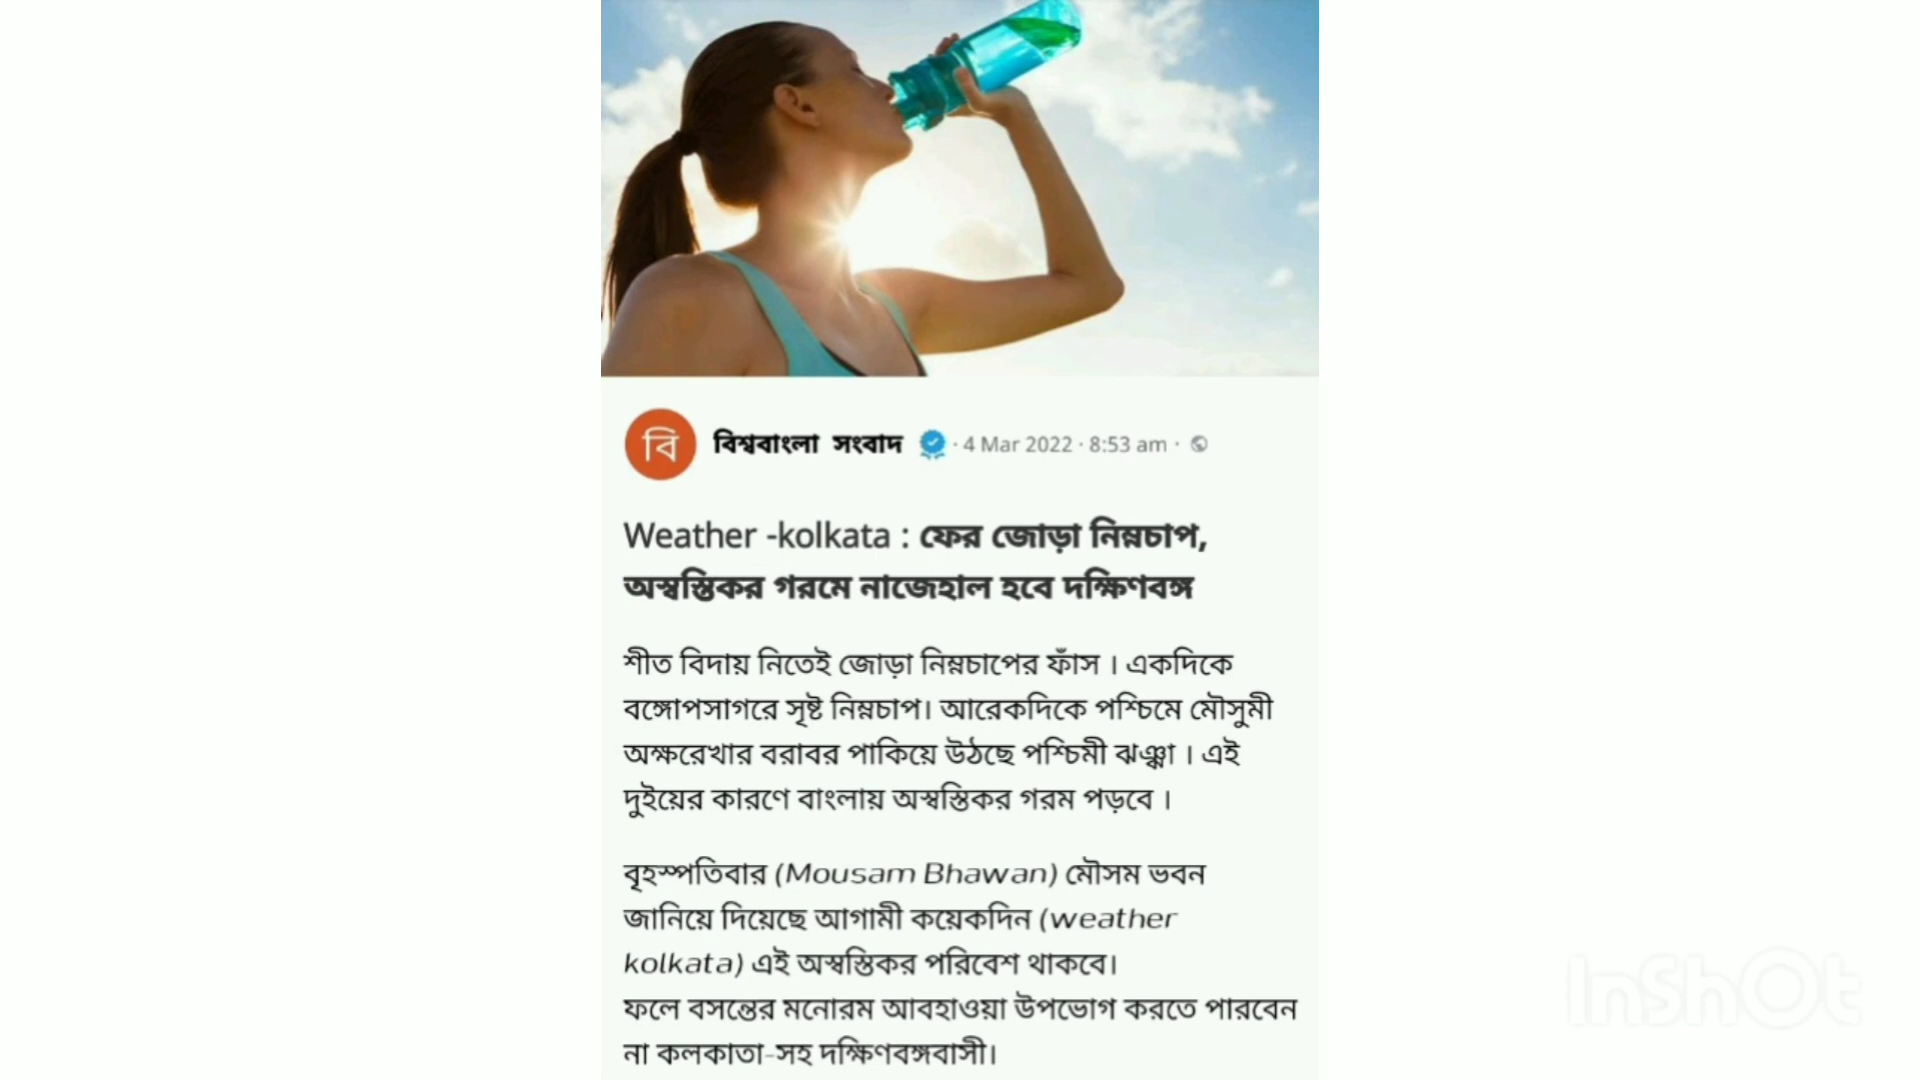 বি বিশ্ববাংলা সংবাদ · 4 Mar 2022 · 8:53 am ·
Weather -kolkata : ফের জোড়া নিম্নচাপ,
অস্বস্তিকর গরমে নাজেহাল হবে দক্ষিণবঙ্গ
শীত বিদায় নিতেই জোড়া নিম্নচাপের ফাঁস । একদিকে
বঙ্গোপসাগরে সৃষ্ট নিম্নচাপ। আরেকদিকে পশ্চিমে মৌসুমী
অক্ষরেখার বরাবর পাকিয়ে উঠছে পশ্চিমী ঝঞ্ঝা । এই
দুইয়ের কারণে বাংলায় অস্বস্তিকর গরম পড়বে ।
বৃহস্পতিবার (Mousam Bhawan) মৌসম ভবন
জানিয়ে দিয়েছে আগামী কয়েকদিন (weather
kolkata) এই অস্বস্তিকর পরিবেশ থাকবে।
ফলে বসন্তের মনোরম আবহাওয়া উপভোগ করতে পারবেন
না কলকাতা-সহ দক্ষিণবঙ্গবাসী।
InShOt